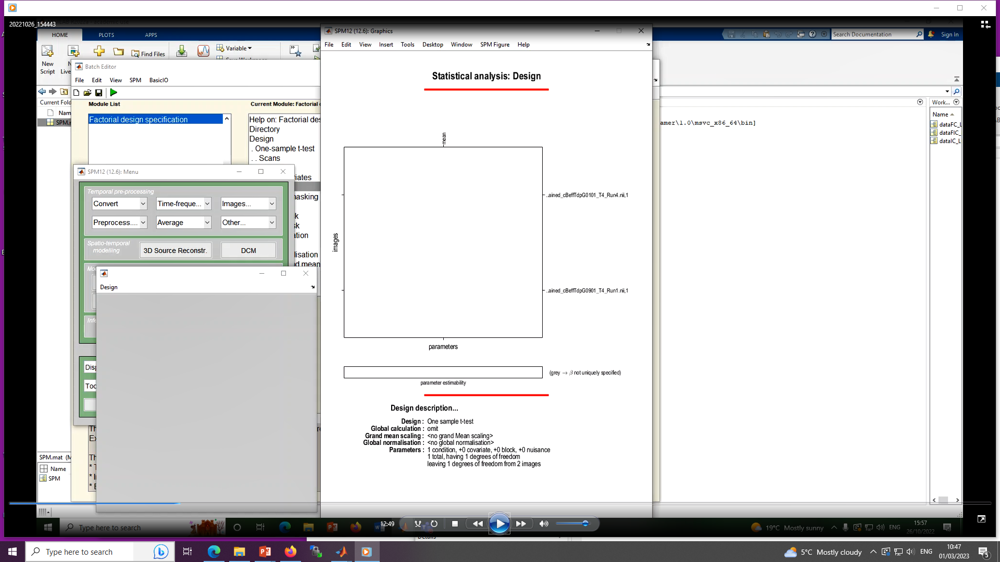 20221026_154443
HOME
PLOTS
APPS
Search Documentation
Sign In
New
Script
Live
Find Files
Variable
Batch Editor
File Edit View SPM BasicIO
Current Fold
Name
SPM.
Module List
Factorial design specification
Current Module: Factorial
Help on: Factorial des
Directory
Design
. One-sample t-test
. . Scans
iates
asking
k
sk
ation
lisation
d mean
SPM12 (12.6): Menu
Temporal pre-processing
Convert
Time-freque...
Images...
Preprocess....
Average
Other...
Spatio-temporal
modelling
3D Source Reconstr.
DCM
Design
Disp
Too
SPM.mat
Name
SPM
SPM12 (12.6): Graphics
File Edit View Insert Tools Desktop Window SPM Figure Help
Statistical analysis: Design
mean
images
..ained_cBeffTdpG0101_T4_Run4.nii,1
..ained_cBeffTdpG0901_T4_Run1.nii,1
parameters
(grey → β not uniquely specified)
parameter estimability
Design description...
Design : One sample t-test
Global calculation : omit
Grand mean scaling : <no grand Mean scaling>
Global normalisation : <no global normalisation>
Parameters : 1 condition, +0 covariate, +0 block, +0 nuisance
1 total, having 1 degrees of freedom
leaving 1 degrees of freedom from 2 images
amer\1.0\msvc_x86_64\bin]
Work...
Name
dataFC_L
dataFIC_
dataIC_L
12:49
Type here to search
19°C Mostly sunny
ENG
15:57
26/10/2022
Type here to search
5°C Mostly cloudy
ENG
10:47
01/03/2023
5